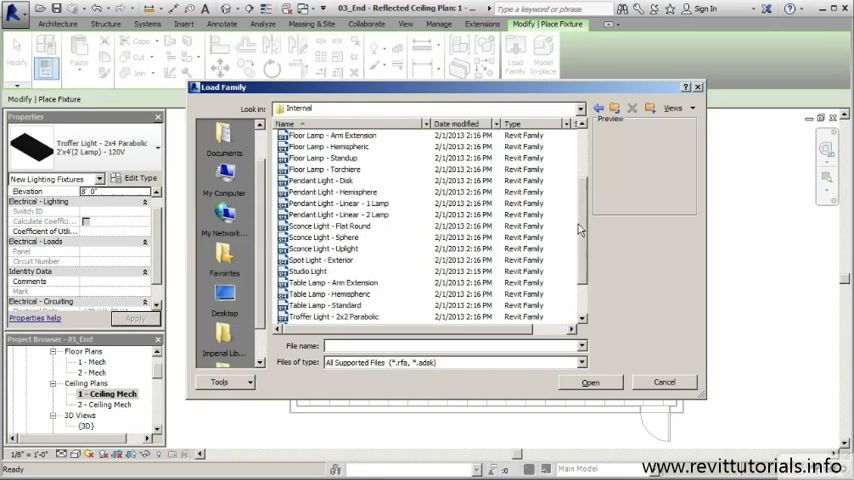 03_End - Reflected Ceiling Plan: 1 -
Type a keyword or phrase
Sign In
Architecture Structure Systems Insert Annotate Analyze Massing & Site Collaborate View Manage Extensions Modify | Place Fixture
Modify
Cope
Cut
Join
Load Family
Model In-place
Modify | Place Fixture
Properties
Troffer Light - 2x4 Parabolic
2'x4'(2 Lamp) - 120V
New Lighting Fixtures
Edit Type
Elevation 8' 0"
Electrical - Lighting
Switch ID
Calculate Coeffici...
Coefficient of Utili...
Electrical - Loads
Panel
Circuit Number
Identity Data
Comments
Mark
Electrical - Circuiting
Properties help
Apply
Project Browser - 03_End
Floor Plans
1 - Mech
2 - Mech
Ceiling Plans
1 - Ceiling Mech
2 - Ceiling Mech
3D Views
{3D}
Load Family
Look in: Internal
Views
Documents
My Computer
My Network...
Favorites
Desktop
Imperial Lib...
Name Date modified Type S
Floor Lamp - Arm Extension 2/1/2013 2:16 PM Revit Family
Floor Lamp - Hemispheric 2/1/2013 2:16 PM Revit Family
Floor Lamp - Standup 2/1/2013 2:16 PM Revit Family
Floor Lamp - Torchiere 2/1/2013 2:16 PM Revit Family
Pendant Light - Disk 2/1/2013 2:16 PM Revit Family
Pendant Light - Hemisphere 2/1/2013 2:16 PM Revit Family
Pendant Light - Linear - 1 Lamp 2/1/2013 2:16 PM Revit Family
Pendant Light - Linear - 2 Lamp 2/1/2013 2:16 PM Revit Family
Sconce Light - Flat Round 2/1/2013 2:16 PM Revit Family
Sconce Light - Sphere 2/1/2013 2:16 PM Revit Family
Sconce Light - Uplight 2/1/2013 2:16 PM Revit Family
Spot Light - Exterior 2/1/2013 2:16 PM Revit Family
Studio Light 2/1/2013 2:15 PM Revit Family
Table Lamp - Arm Extension 2/1/2013 2:16 PM Revit Family
Table Lamp - Hemispheric 2/1/2013 2:16 PM Revit Family
Table Lamp - Standard 2/1/2013 2:16 PM Revit Family
Troffer Light - 2x2 Parabolic 2/1/2013 2:16 PM Revit Family
Preview
File name:
Files of type: All Supported Files (*.rfa, *.adsk)
Tools
Open
Cancel
1/8" = 1'-0"
Ready
:0
Main Model
www.revittutorials.info